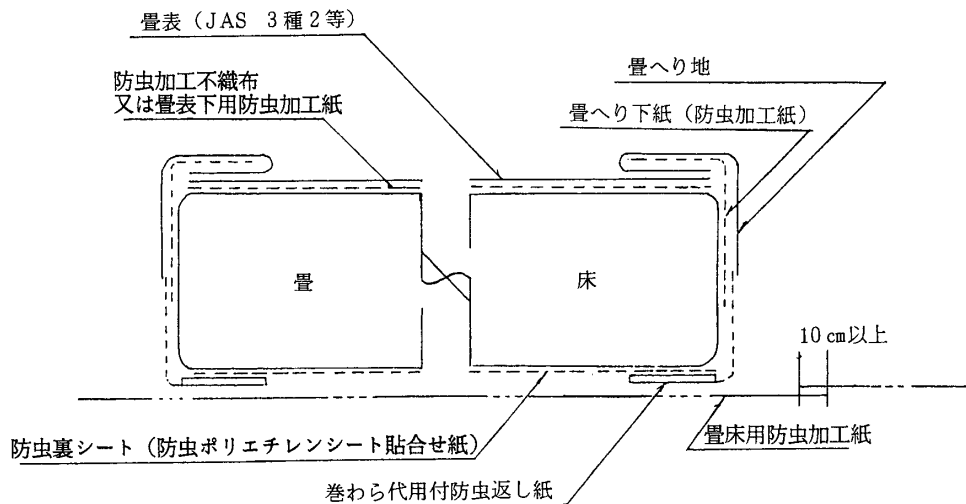 畳表（JAS 3種2等）
防虫加工不織布
又は畳表下用防虫加工紙
畳へり地
畳へり下紙（防虫加工紙）
畳
床
10cm以上
防虫裏シート（防虫ポリエチレンシート貼合せ紙）
畳床用防虫加工紙
巻わら代用付防虫返し紙